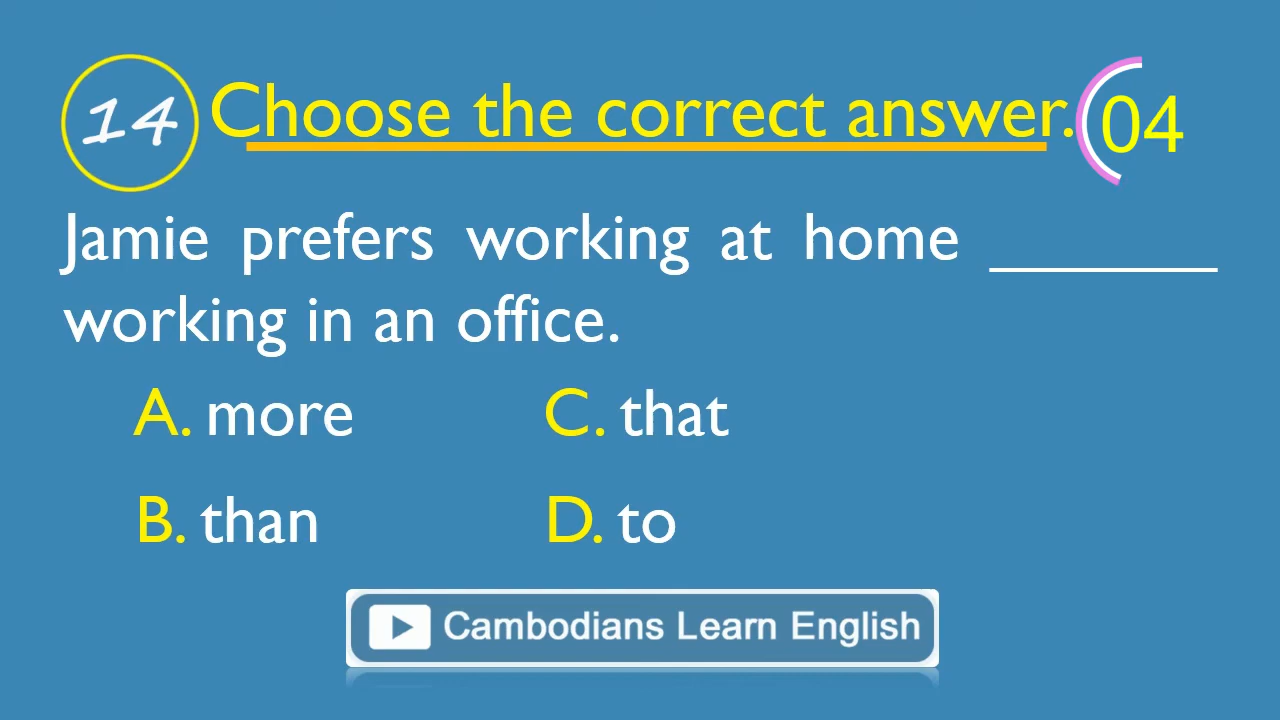 14 Choose the correct answer. 04
Jamie prefers working at home _______
working in an office.
A. more C. that
B. than D. to
Cambodians Learn English